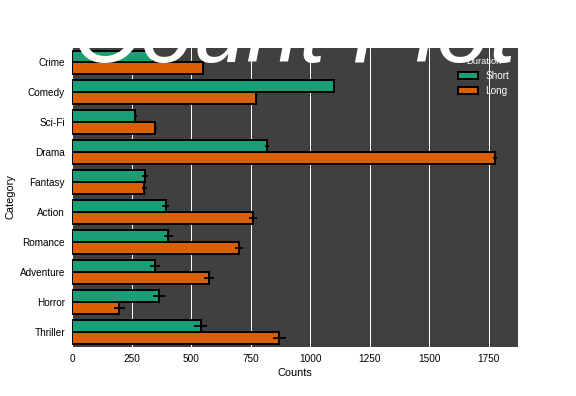 Count Plot
Duration
Crime
Short
Long
Comedy
Sci-Fi
Drama
Fantasy
Action
Romance
Adventure
Horror
Thriller
Category
0 250 500 750 1000 1250 1500 1750
Counts